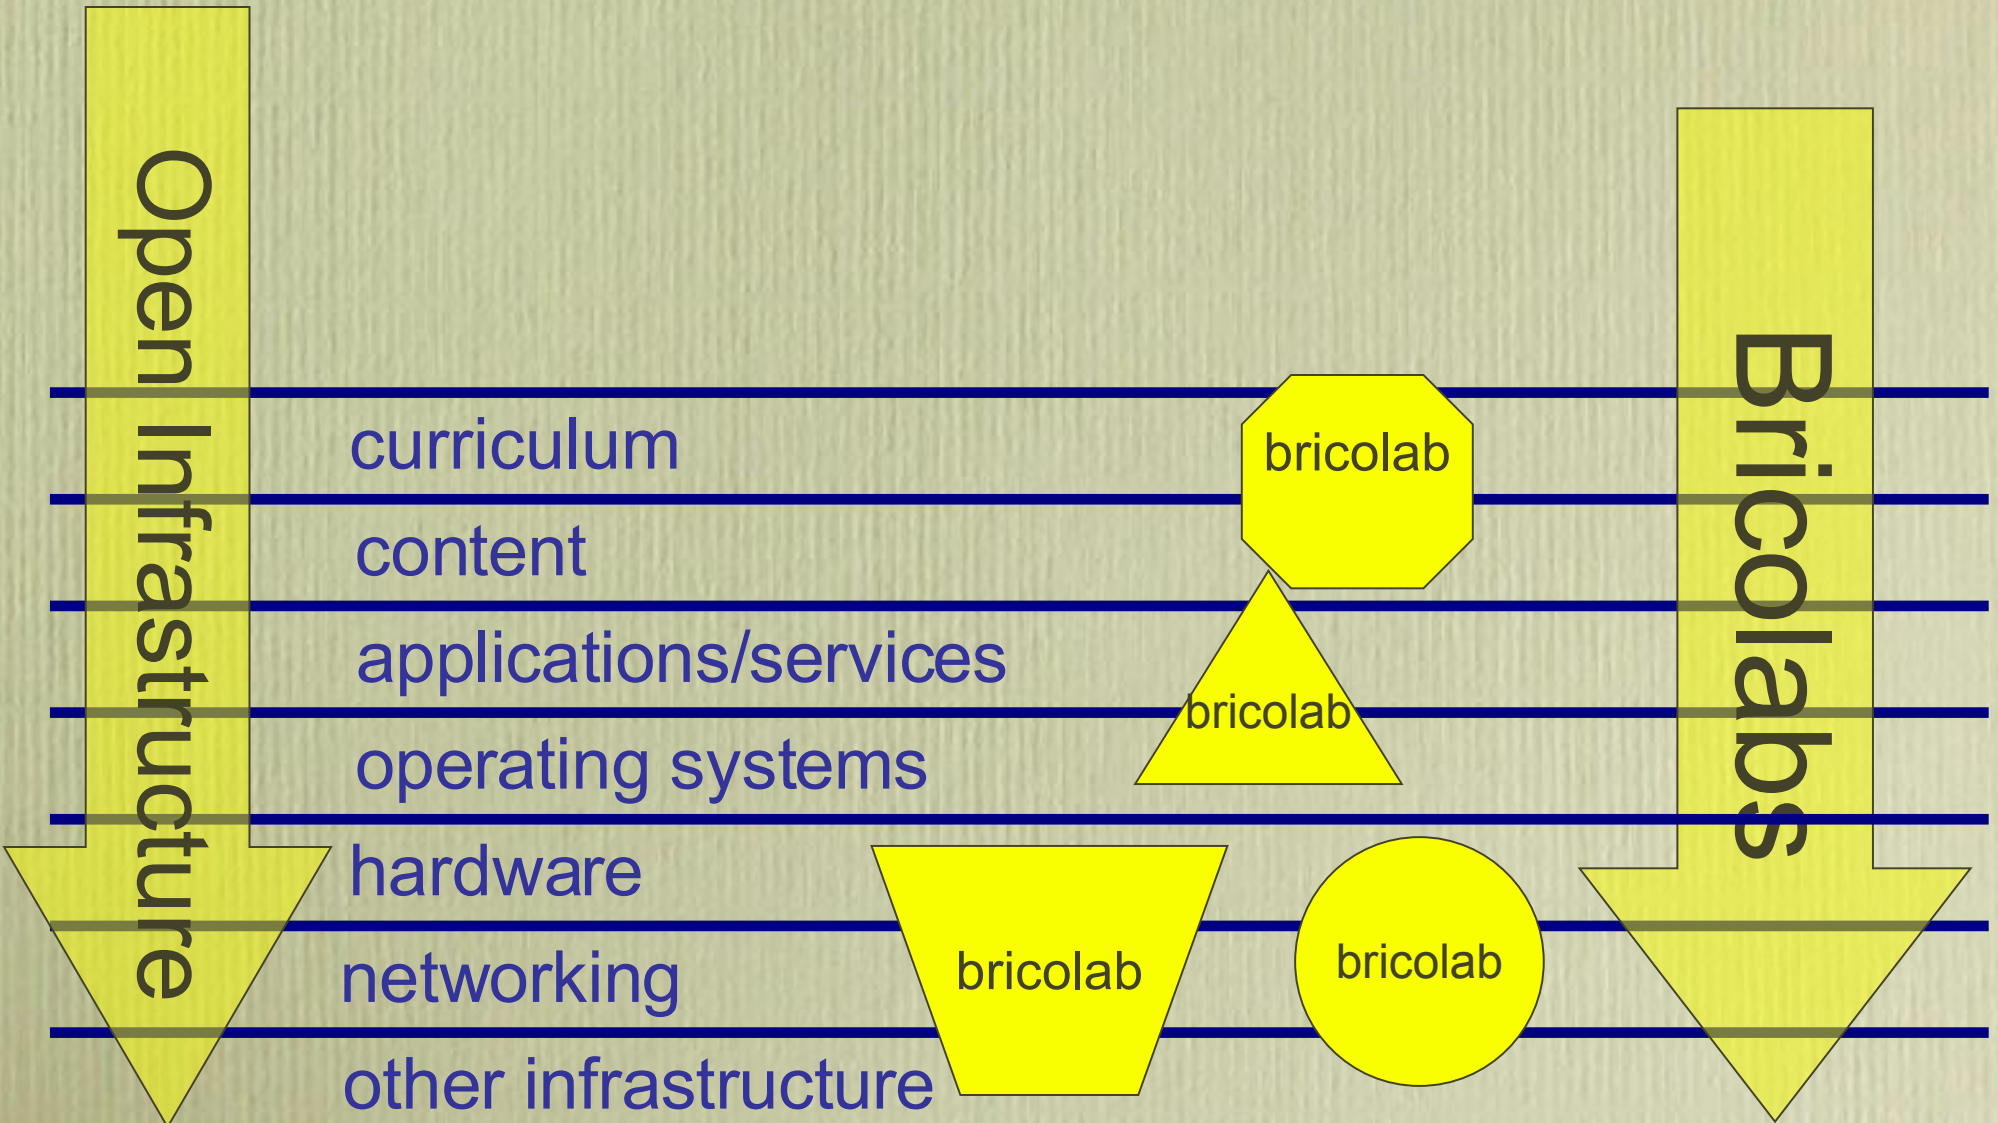 Open Infrastructure
curriculum
content
applications/services
operating systems
hardware
networking
other infrastructure
bricolab
bricolab
bricolab
bricolab
Bricolabs